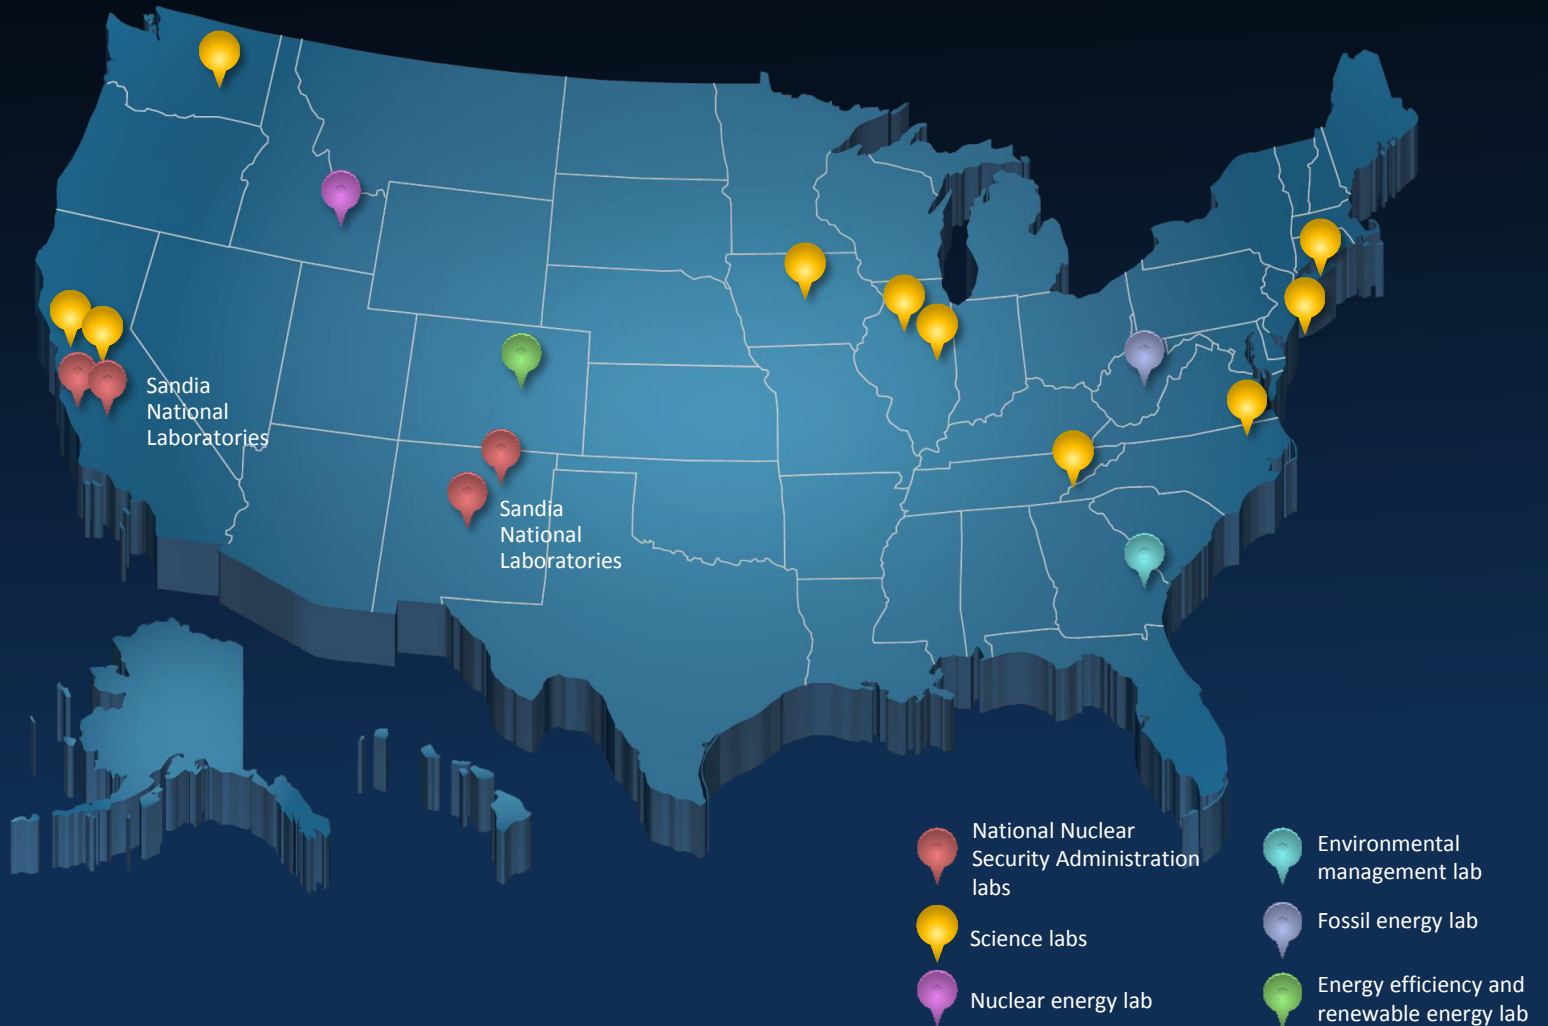 Sandia
National
Laboratories
Sandia
National
Laboratories
National Nuclear
Security Administration
labs
Science labs
Nuclear energy lab
Environmental
management lab
Fossil energy lab
Energy efficiency and
renewable energy lab